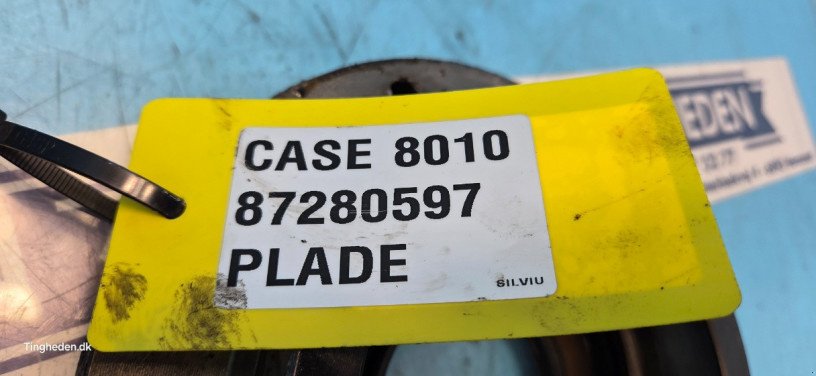 EDEN
CASE 8010
87280597
PLADE
SILVIU
Tingheden.dk